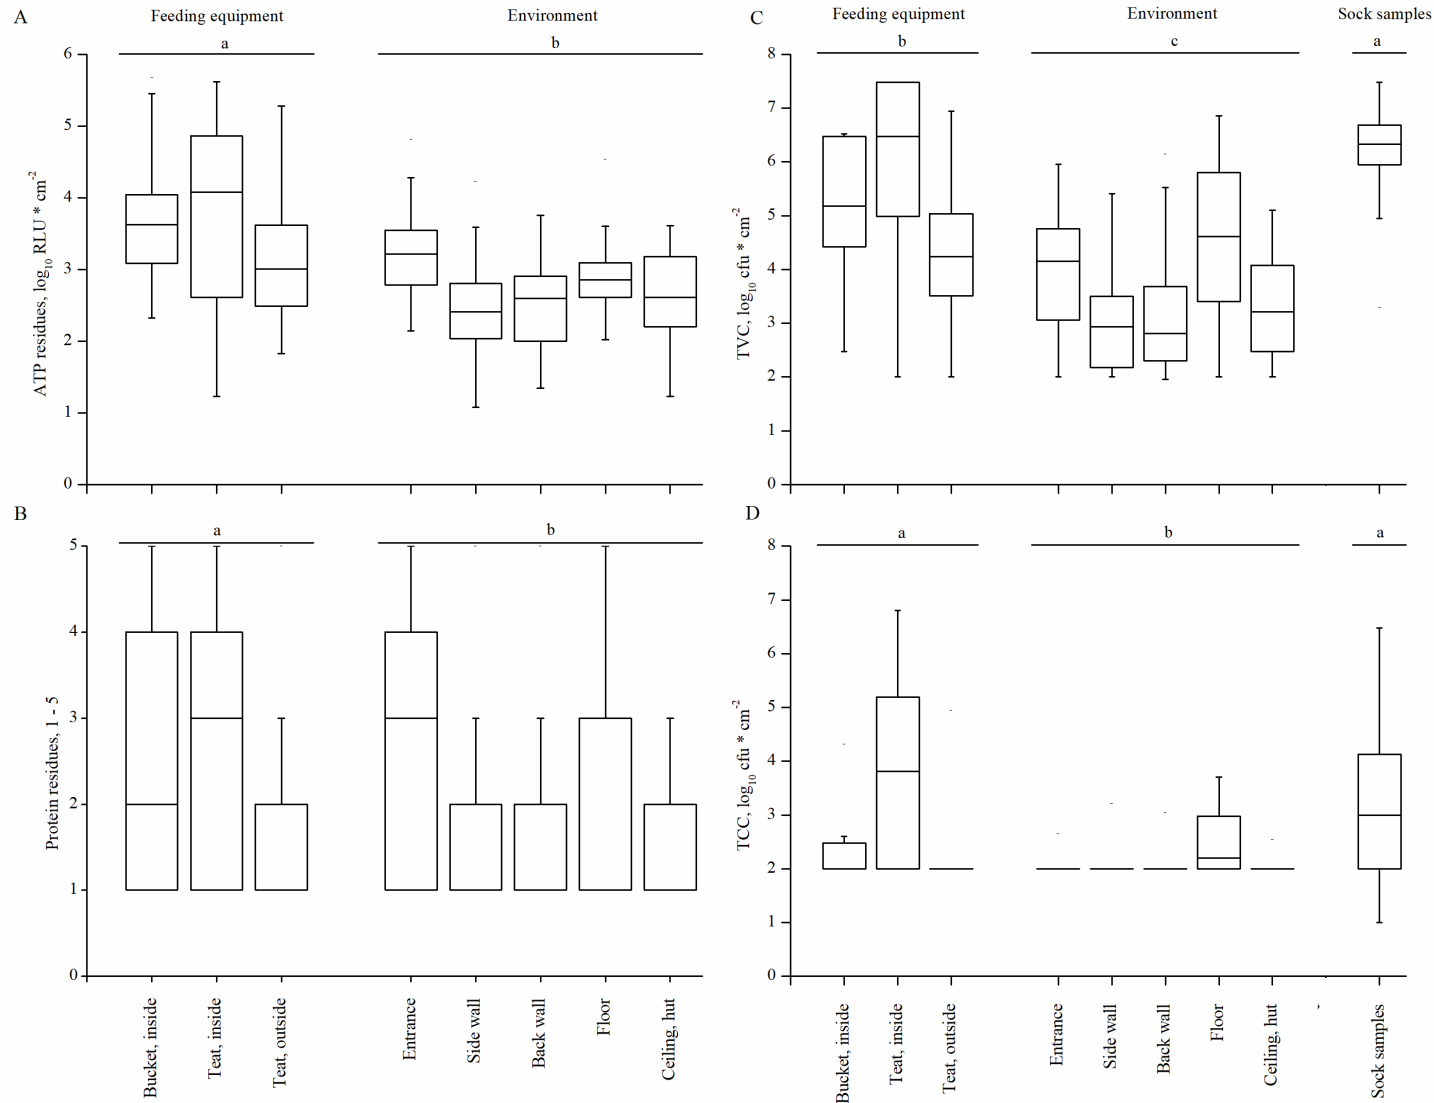 A
Feeding equipment
Environment
a
b
6
5
4
3
2
1
0
ATP residues, log10 RLU * cm-2
B
a
b
5
4
3
2
1
0
Protein residues, 1 - 5
Bucket, inside
Teat, inside
Teat, outside
Entrance
Side wall
Back wall
Floor
Ceiling, hut
C
Feeding equipment
Environment
Sock samples
b
c
a
8
7
6
5
4
3
2
1
0
TVC, log10 cfu * cm-2
D
a
b
a
8
7
6
5
4
3
2
1
0
TCC, log10 cfu * cm-2
Bucket, inside
Teat, inside
Teat, outside
Entrance
Side wall
Back wall
Floor
Ceiling, hut
Sock samples